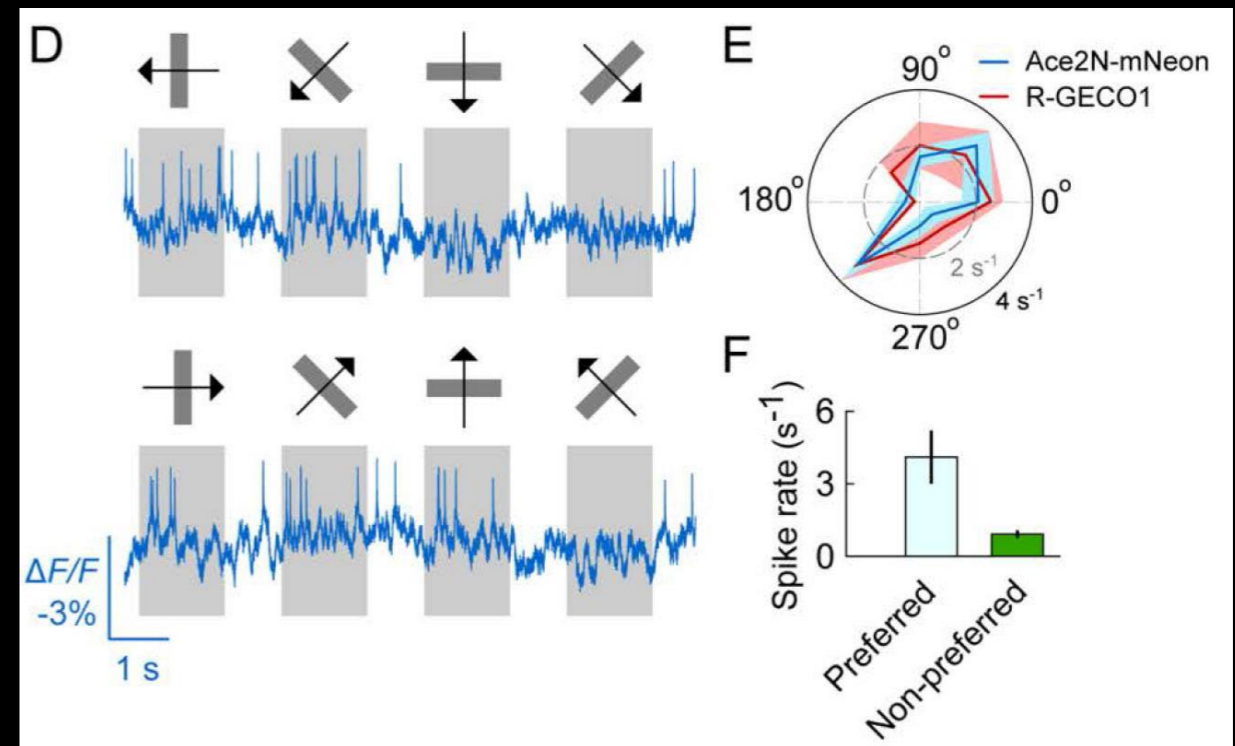 D
ΔF/F
-3%
1 s
E
Ace2N-mNeon
R-GECO1
90°
180°
0°
2 s⁻¹
4 s⁻¹
270°
F
Spike rate (s⁻¹)
6
3
0
Preferred
Non-preferred